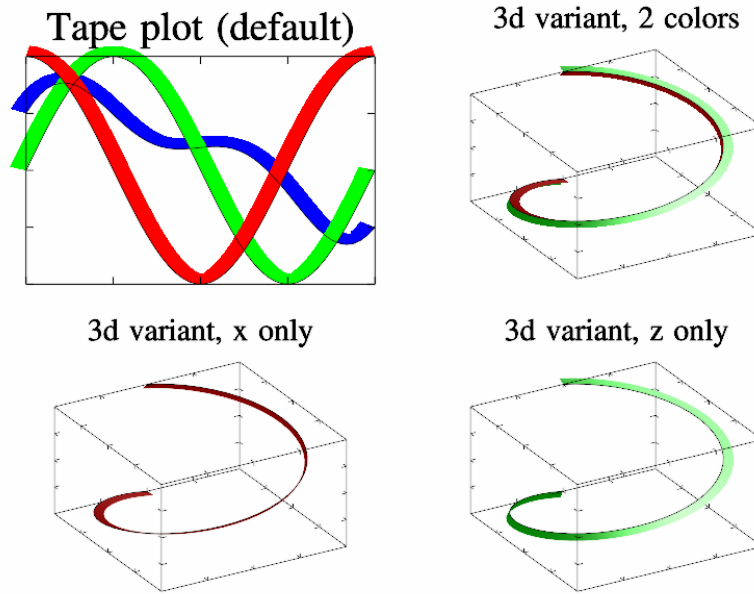 Tape plot (default)
3d variant, 2 colors
3d variant, x only
3d variant, z only